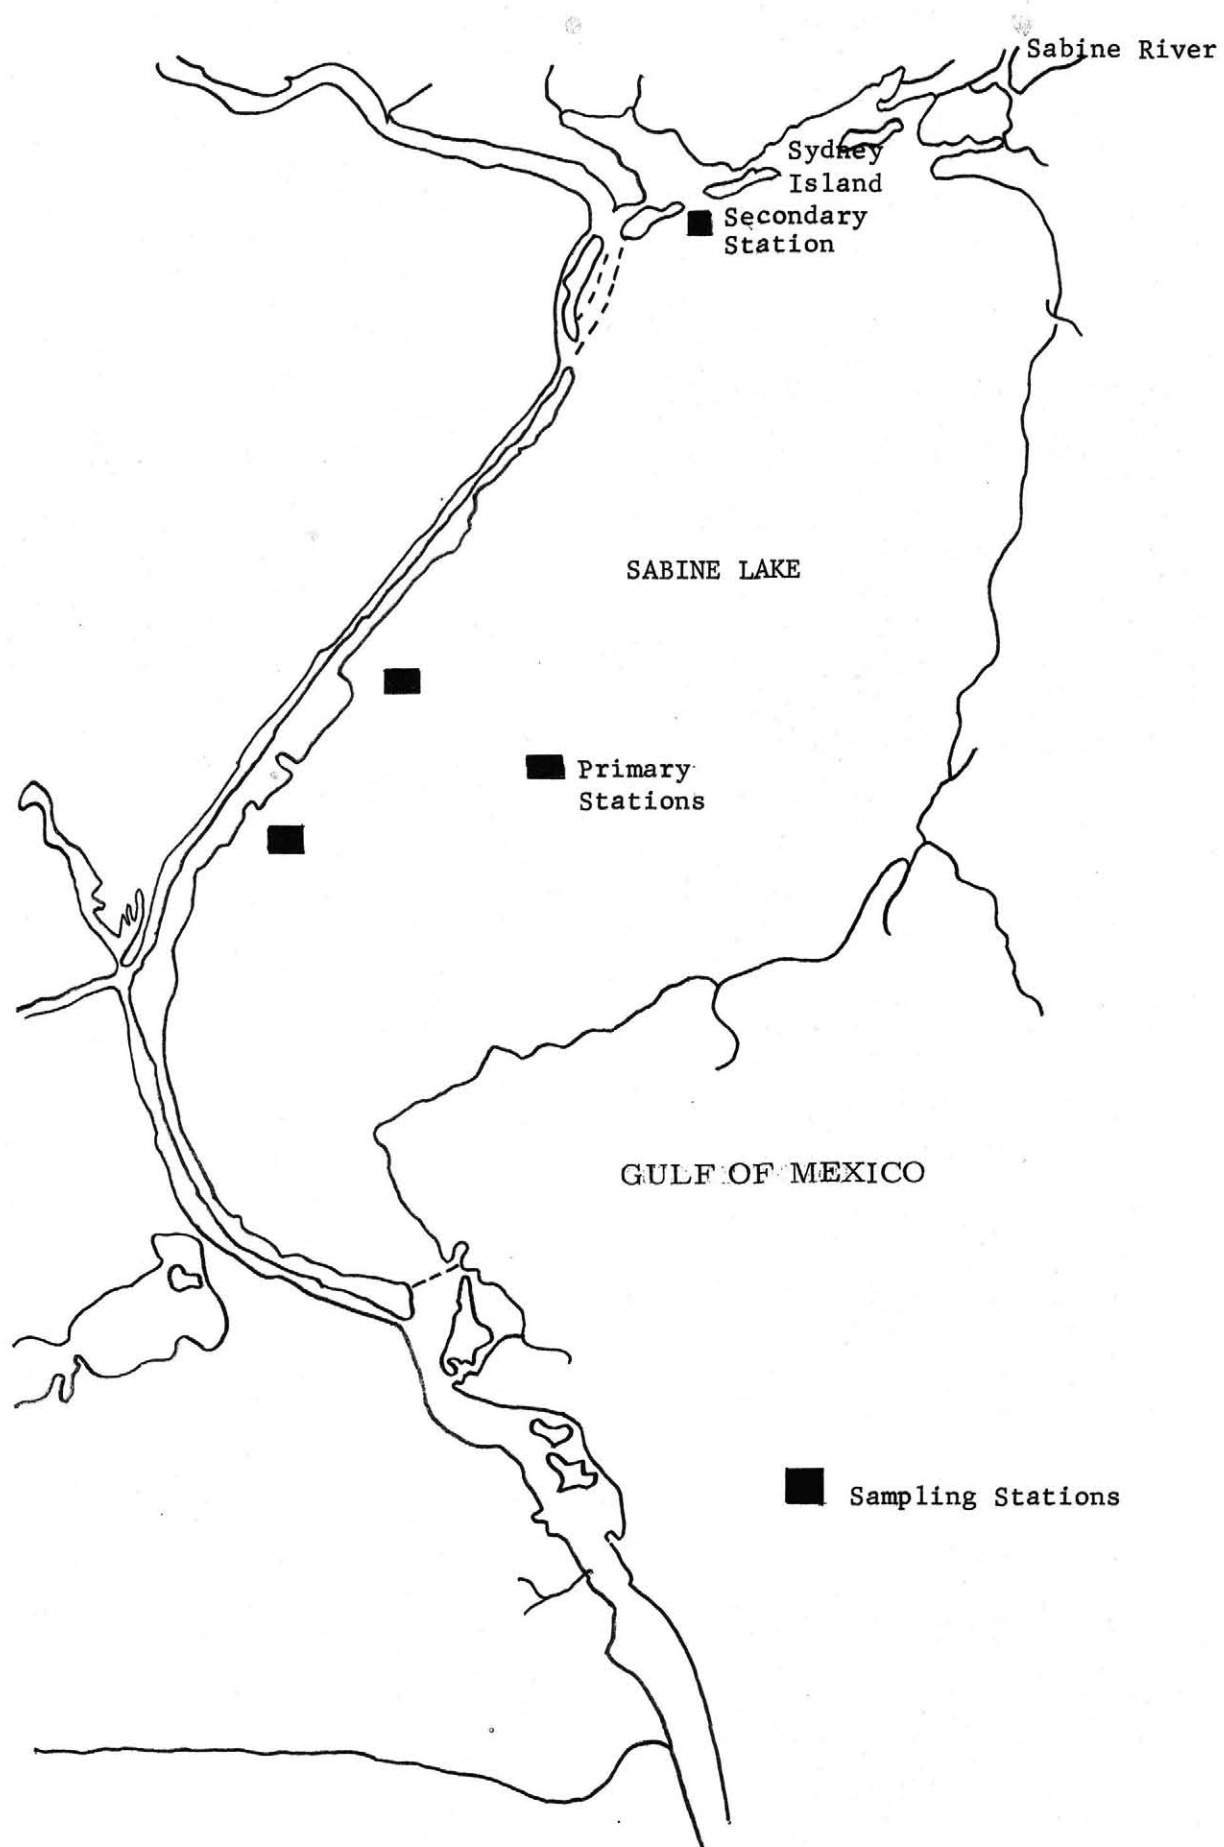 Sabine River
Sydney
Island
Secondary
Station
SABINE LAKE
Primary
Stations
GULF OF MEXICO
Sampling Stations